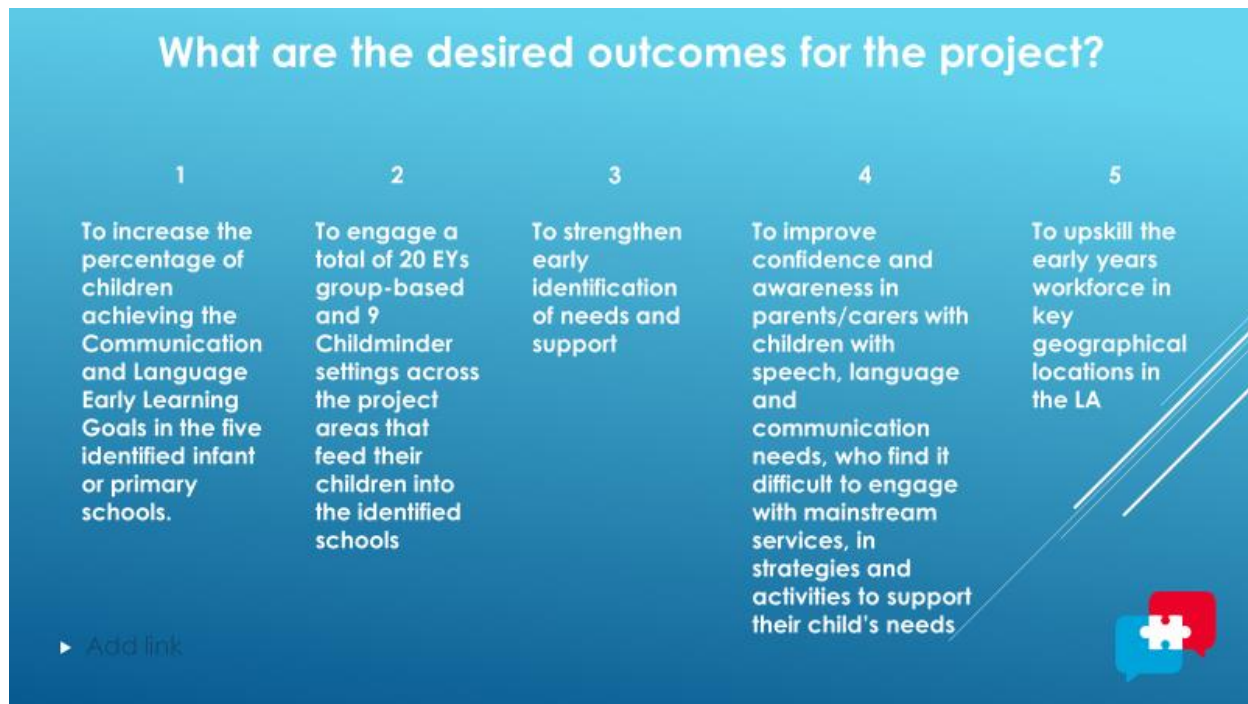 What are the desired outcomes for the project?
1
To increase the
percentage of
children
achieving the
Communication
and Language
Early Learning
Goals in the five
identified infant
or primary
schools.
2
To engage a
total of 20 EYs
group-based
and 9
Childminder
settings across
the project
areas that
feed their
children into
the identified
schools
3
To strengthen
early
identification
of needs and
support
4
To improve
confidence and
awareness in
parents/carers with
children with
speech, language
and
communication
needs, who find it
difficult to engage
with mainstream
services, in
strategies and
activities to support
their child's needs
5
To upskill the
early years
workforce in
key
geographical
locations in
the LA
Add link